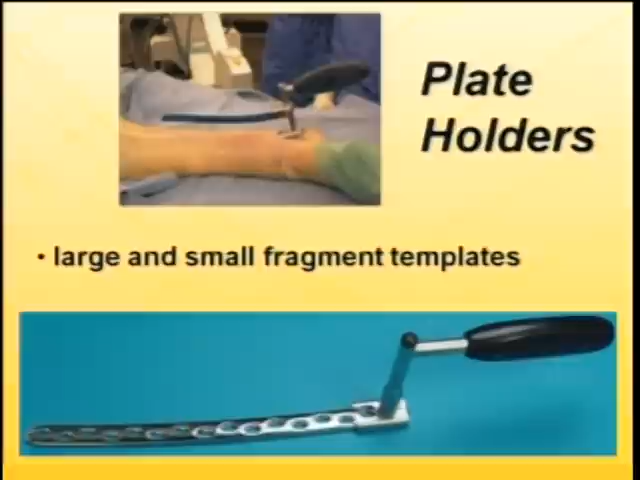 Plate
Holders
• large and small fragment templates